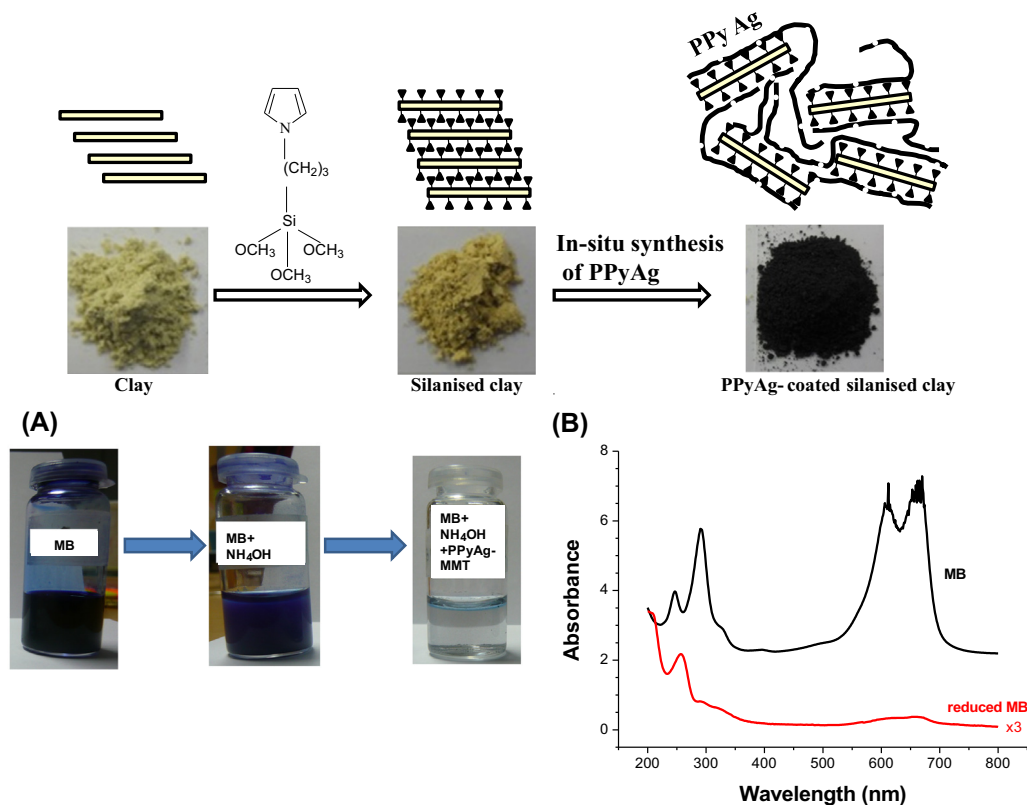 PPy Ag
N
(CH2)3
Si
OCH3
OCH3
OCH3
In-situ synthesis
of PPyAg
Clay
Silanised clay
PPyAg- coated silanised clay
(A)
MB
MB+
NH4OH
MB+
NH4OH
+PPyAg-
MMT
(B)
8
6
4
2
0
Absorbance
MB
reduced MB
x3
200 300 400 500 600 700 800
Wavelength (nm)